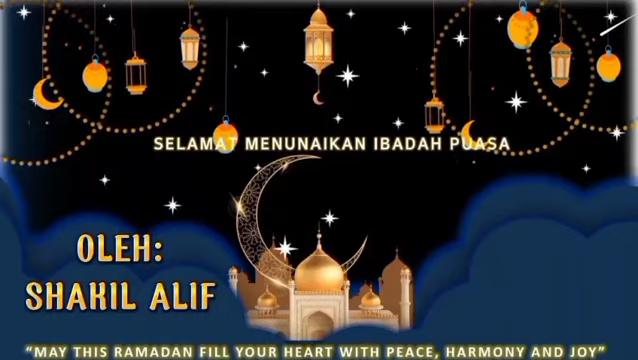 SELAMAT MENUNAIKAN IBADAH PUASA
OLEH:
SHAKIL ALIF
"MAY THIS RAMADAN FILL YOUR HEART WITH PEACE, HARMONY AND JOY"